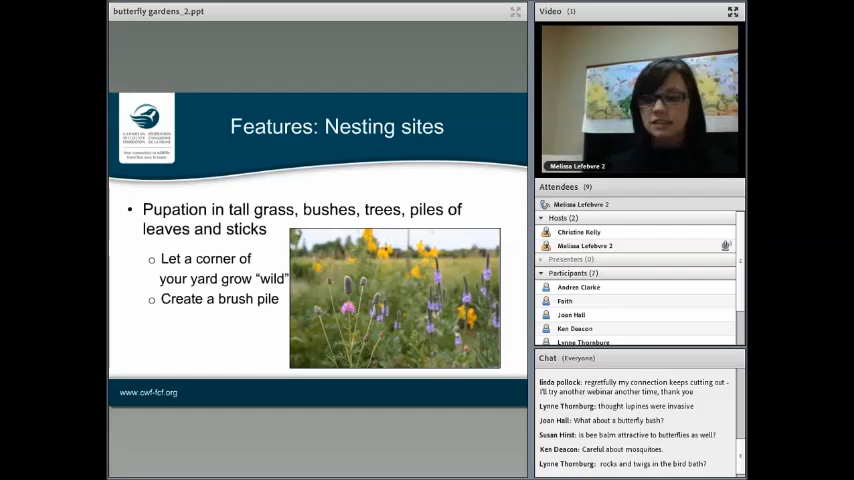 butterfly gardens_2.ppt
Features: Nesting sites
• Pupation in tall grass, bushes, trees, piles of
leaves and sticks
o Let a corner of
your yard grow “wild”
o Create a brush pile
www.cwf-fcf.org
Video (1)
Melissa Lefebvre 2
Attendees (9)
Melissa Lefebvre 2
Hosts (2)
Christine Kelly
Melissa Lefebvre 2
Presenters (0)
Participants (7)
Andrea Clarke
Faith
Joan Hall
Ken Deacon
Lynne Thornburg
Chat (Everyone)
linda pollock: regretfully my connection keeps cutting out -
I'll try another webinar another time, thank you
Lynne Thornburg: thought lupines were invasive
Joan Hall: What about a butterfly bush?
Susan Hirst: Is bee balm attractive to butterflies as well?
Ken Deacon: Careful about mosquitoes.
Lynne Thornburg: rocks and twigs in the bird bath?